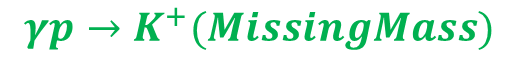 γp → K⁺(MissingMass)